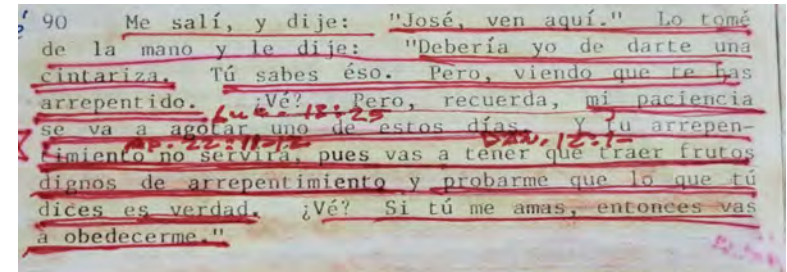 90 Me salí, y dije: "José, ven aquí." Lo tomé
de la mano y le dije: "Debería yo de darte una
cintariza. Tú sabes éso. Pero, viendo que te has
arrepentido. ¿Vé? Pero, recuerda, mi paciencia
Luc. 13:25
se va a agotar uno de estos días. Y tu arrepen-
Ap. 22:11-12 Dan. 12:1-
timiento no servirá, pues vas a tener que traer frutos
dignos de arrepentimiento y probarme que lo que tú
dices es verdad. ¿Vé? Si tú me amas, entonces vas
a obedecerme."